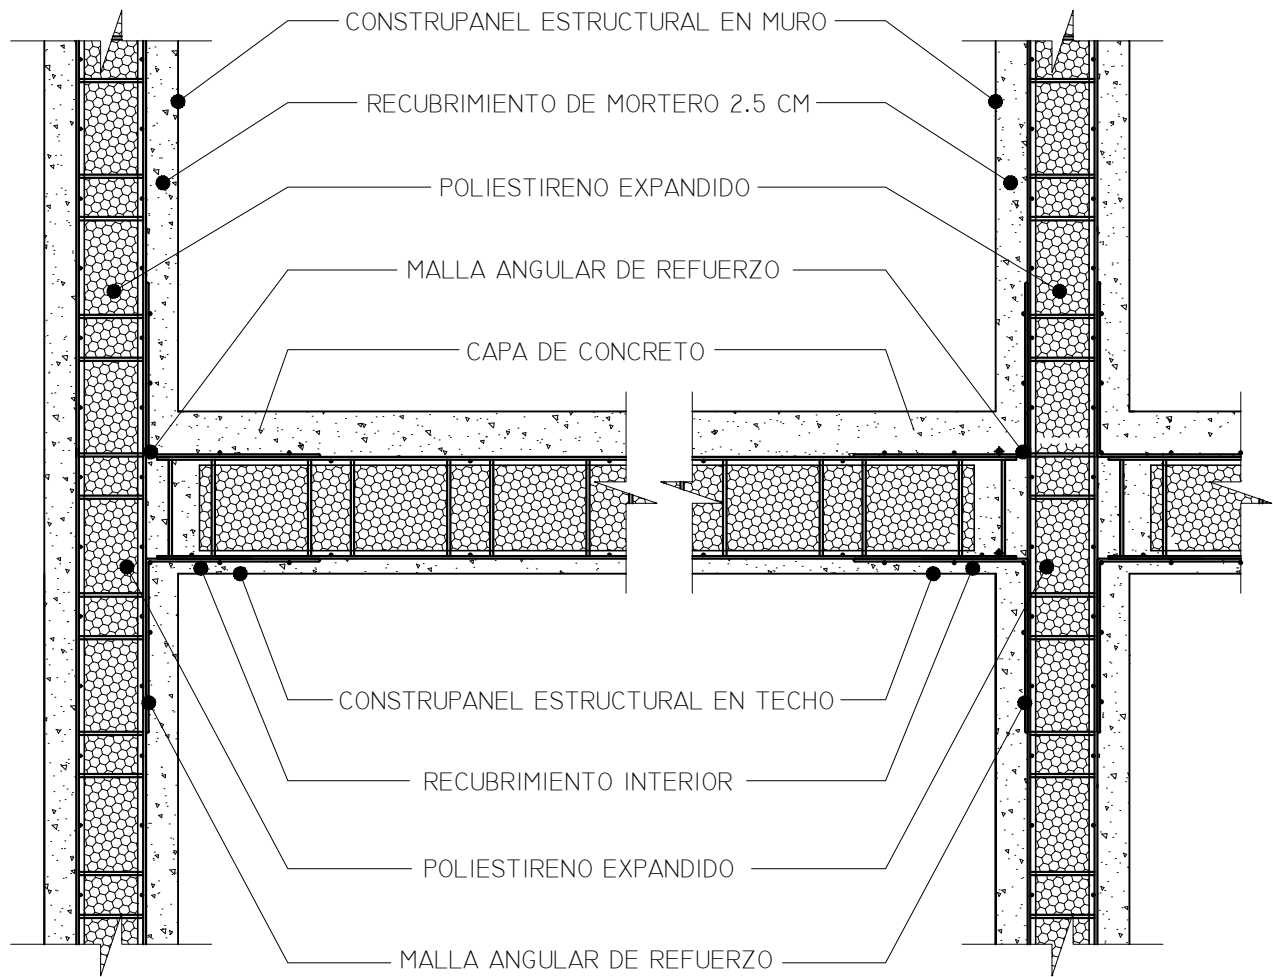 CONSTRUPANEL ESTRUCTURAL EN MURO
RECUBRIMIENTO DE MORTERO 2.5 CM
POLIESTIRENO EXPANDIDO
MALLA ANGULAR DE REFUERZO
CAPA DE CONCRETO
CONSTRUPANEL ESTRUCTURAL EN TECHO
RECUBRIMIENTO INTERIOR
POLIESTIRENO EXPANDIDO
MALLA ANGULAR DE REFUERZO